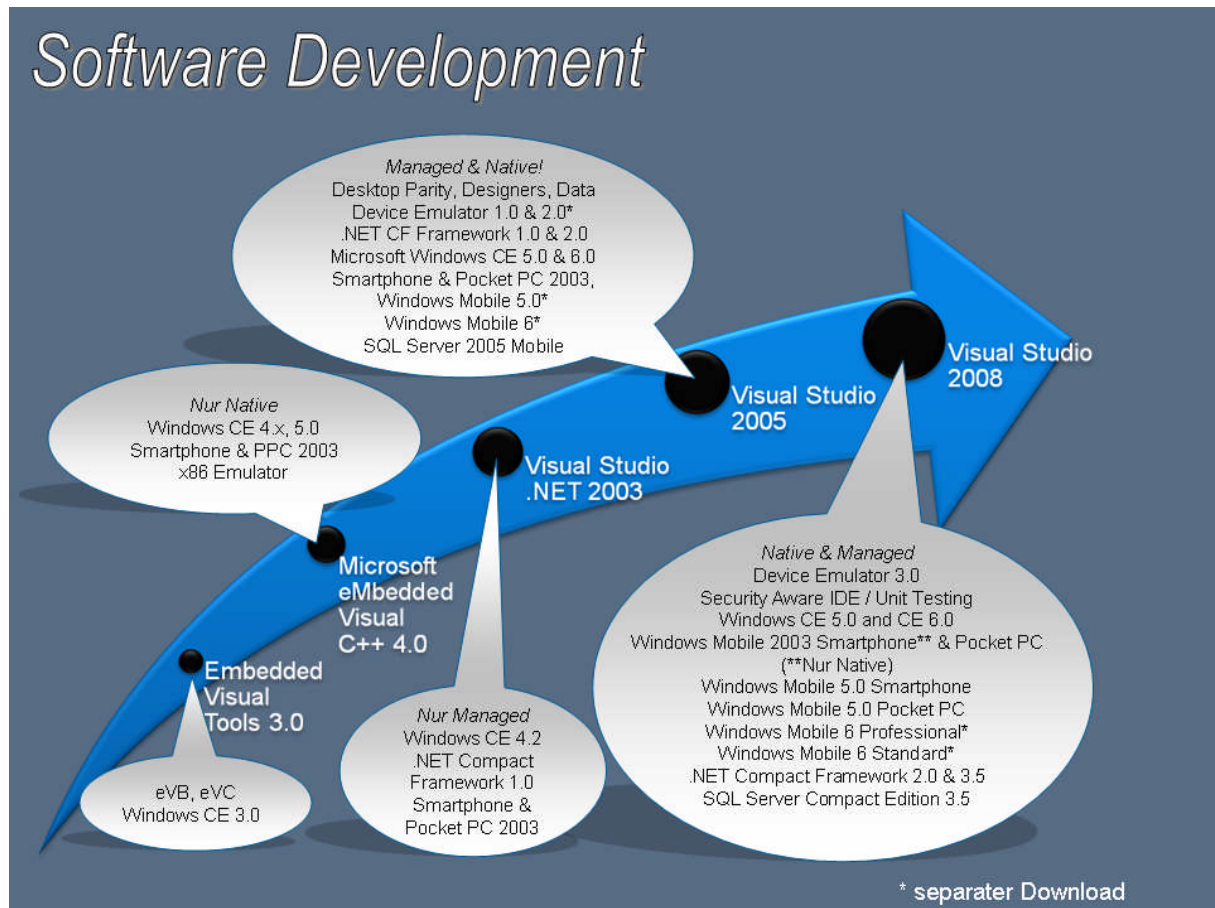 Software Development
Managed & Native!
Desktop Parity, Designers, Data
Device Emulator 1.0 & 2.0*
.NET CF Framework 1.0 & 2.0
Microsoft Windows CE 5.0 & 6.0
Smartphone & Pocket PC 2003,
Windows Mobile 5.0*
Windows Mobile 6*
SQL Server 2005 Mobile
Visual Studio
2008
Visual Studio
2005
Nur Native
Windows CE 4.x, 5.0
Smartphone & PPC 2003
x86 Emulator
Visual Studio
.NET 2003
Microsoft
eMbedded
Visual
C++ 4.0
Native & Managed
Device Emulator 3.0
Security Aware IDE / Unit Testing
Windows CE 5.0 and CE 6.0
Windows Mobile 2003 Smartphone** & Pocket PC
(**Nur Native)
Windows Mobile 5.0 Smartphone
Windows Mobile 5.0 Pocket PC
Windows Mobile 6 Professional*
Windows Mobile 6 Standard*
.NET Compact Framework 2.0 & 3.5
SQL Server Compact Edition 3.5
Embedded
Visual
Tools 3.0
Nur Managed
Windows CE 4.2
.NET Compact
Framework 1.0
Smartphone &
Pocket PC 2003
eVB, eVC
Windows CE 3.0
* separater Download